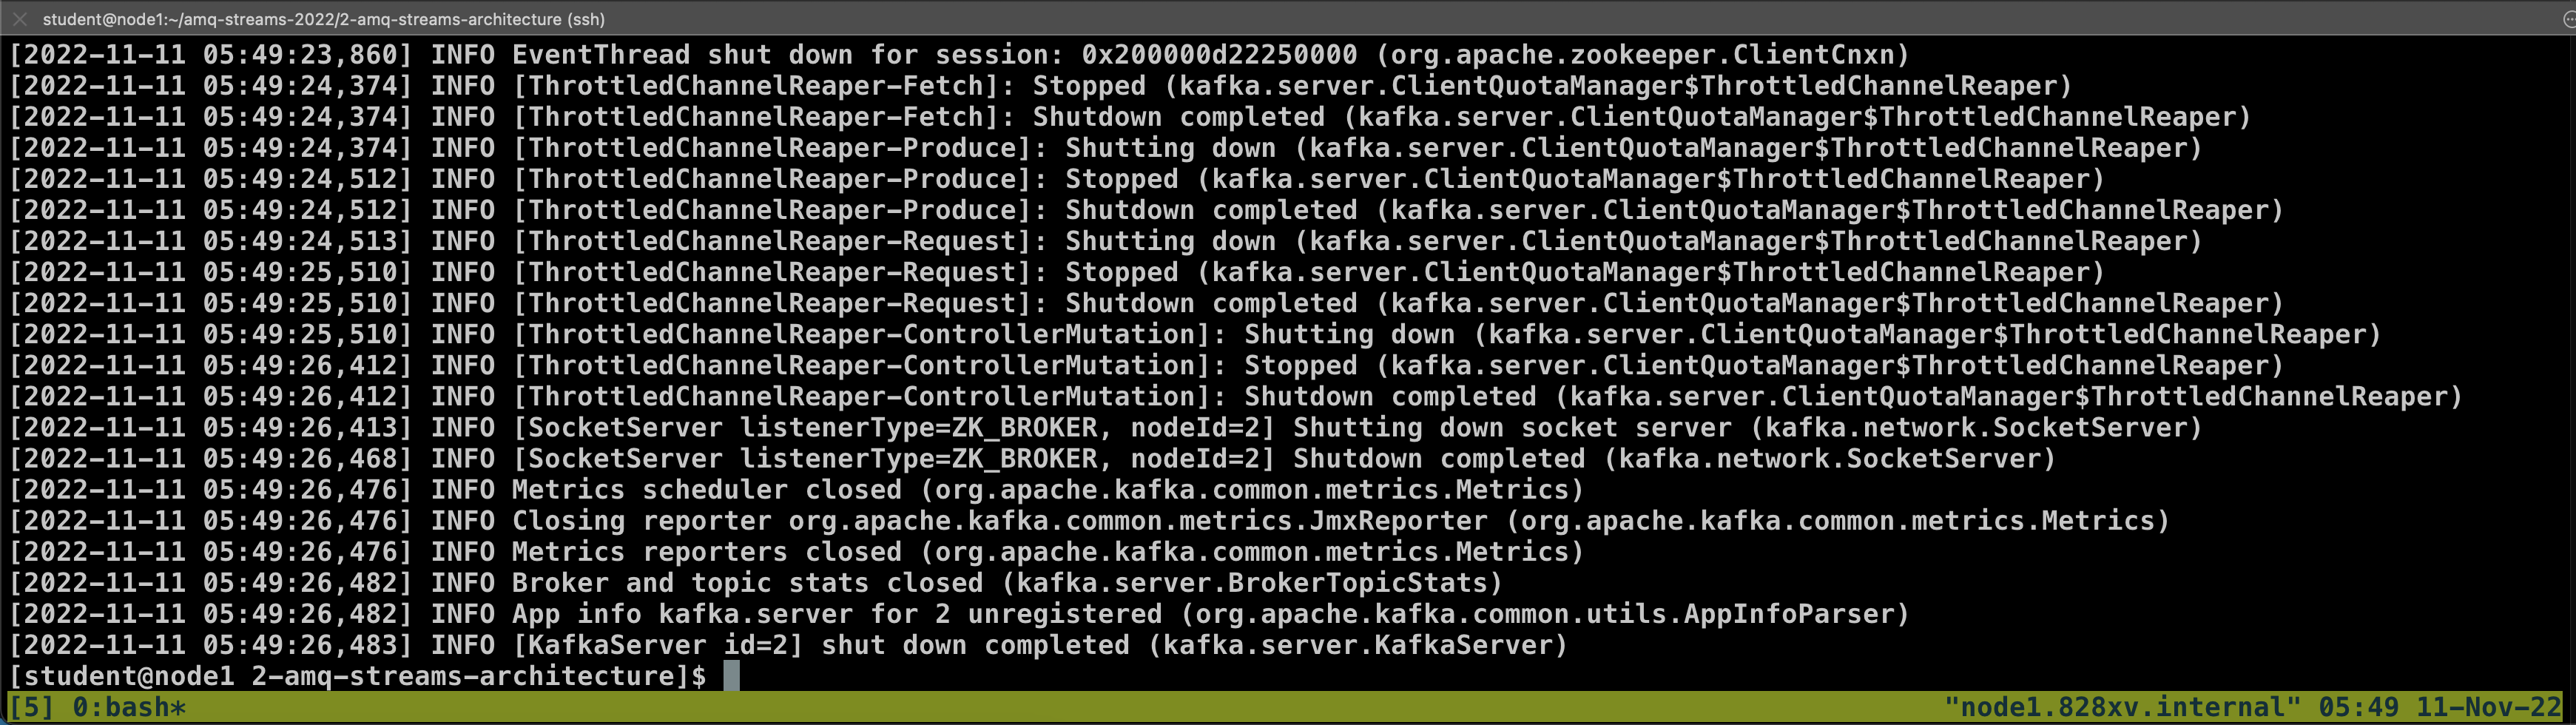 student@node1:~/amq-streams-2022/2-amq-streams-architecture (ssh)
[2022-11-11 05:49:23,860] INFO EventThread shut down for session: 0x200000d22250000 (org.apache.zookeeper.ClientCnxn)
[2022-11-11 05:49:24,374] INFO [ThrottledChannelReaper-Fetch]: Stopped (kafka.server.ClientQuotaManager$ThrottledChannelReaper)
[2022-11-11 05:49:24,374] INFO [ThrottledChannelReaper-Fetch]: Shutdown completed (kafka.server.ClientQuotaManager$ThrottledChannelReaper)
[2022-11-11 05:49:24,374] INFO [ThrottledChannelReaper-Produce]: Shutting down (kafka.server.ClientQuotaManager$ThrottledChannelReaper)
[2022-11-11 05:49:24,512] INFO [ThrottledChannelReaper-Produce]: Stopped (kafka.server.ClientQuotaManager$ThrottledChannelReaper)
[2022-11-11 05:49:24,512] INFO [ThrottledChannelReaper-Produce]: Shutdown completed (kafka.server.ClientQuotaManager$ThrottledChannelReaper)
[2022-11-11 05:49:24,513] INFO [ThrottledChannelReaper-Request]: Shutting down (kafka.server.ClientQuotaManager$ThrottledChannelReaper)
[2022-11-11 05:49:25,510] INFO [ThrottledChannelReaper-Request]: Stopped (kafka.server.ClientQuotaManager$ThrottledChannelReaper)
[2022-11-11 05:49:25,510] INFO [ThrottledChannelReaper-Request]: Shutdown completed (kafka.server.ClientQuotaManager$ThrottledChannelReaper)
[2022-11-11 05:49:25,510] INFO [ThrottledChannelReaper-ControllerMutation]: Shutting down (kafka.server.ClientQuotaManager$ThrottledChannelReaper)
[2022-11-11 05:49:26,412] INFO [ThrottledChannelReaper-ControllerMutation]: Stopped (kafka.server.ClientQuotaManager$ThrottledChannelReaper)
[2022-11-11 05:49:26,412] INFO [ThrottledChannelReaper-ControllerMutation]: Shutdown completed (kafka.server.ClientQuotaManager$ThrottledChannelReaper)
[2022-11-11 05:49:26,413] INFO [SocketServer listenerType=ZK_BROKER, nodeId=2] Shutting down socket server (kafka.network.SocketServer)
[2022-11-11 05:49:26,468] INFO [SocketServer listenerType=ZK_BROKER, nodeId=2] Shutdown completed (kafka.network.SocketServer)
[2022-11-11 05:49:26,476] INFO Metrics scheduler closed (org.apache.kafka.common.metrics.Metrics)
[2022-11-11 05:49:26,476] INFO Closing reporter org.apache.kafka.common.metrics.JmxReporter (org.apache.kafka.common.metrics.Metrics)
[2022-11-11 05:49:26,476] INFO Metrics reporters closed (org.apache.kafka.common.metrics.Metrics)
[2022-11-11 05:49:26,482] INFO Broker and topic stats closed (kafka.server.BrokerTopicStats)
[2022-11-11 05:49:26,482] INFO App info kafka.server for 2 unregistered (org.apache.kafka.common.utils.AppInfoParser)
[2022-11-11 05:49:26,483] INFO [KafkaServer id=2] shut down completed (kafka.server.KafkaServer)
[student@node1 2-amq-streams-architecture]$
[5] 0:bash* "node1.828xv.internal" 05:49 11-Nov-22